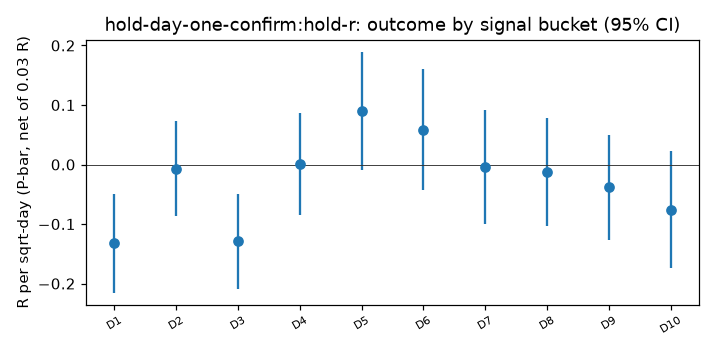 hold-day-one-confirm:hold-r: outcome by signal bucket (95% CI)
R per sqrt-day (P-bar, net of 0.03 R)
0.2
0.1
0.0
−0.1
−0.2
D1 D2 D3 D4 D5 D6 D7 D8 D9 D10